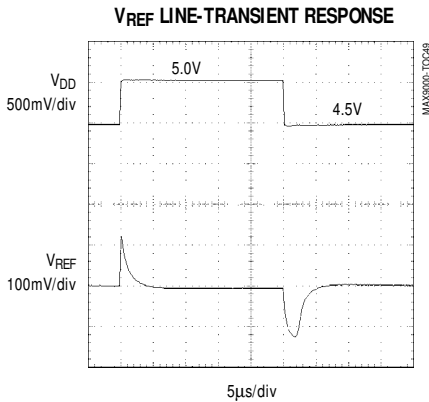 VREF LINE-TRANSIENT RESPONSE
MAX9000-TOC49
VDD
500mV/div
5.0V
4.5V
VREF
100mV/div
5µs/div